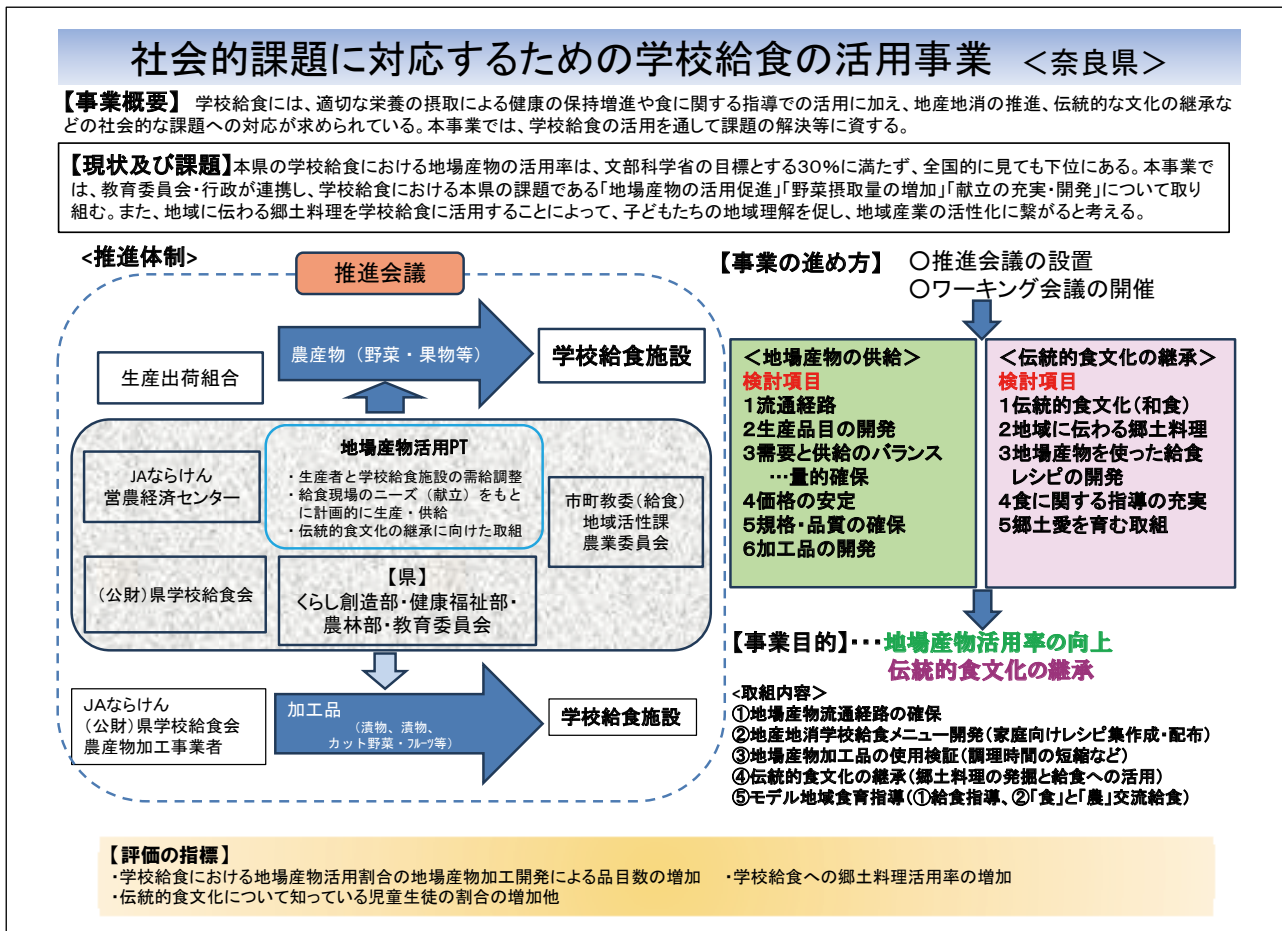 社会的課題に対応するための学校給食の活用事業 ＜奈良県＞
【事業概要】 学校給食には、適切な栄養の摂取による健康の保持増進や食に関する指導での活用に加え、地産地消の推進、伝統的な文化の継承な
どの社会的な課題への対応が求められている。本事業では、学校給食の活用を通して課題の解決等に資する。
【現状及び課題】本県の学校給食における地場産物の活用率は、文部科学省の目標とする３０％に満たず、全国的に見ても下位にある。本事業で
は、教育委員会・行政が連携し、学校給食における本県の課題である「地場産物の活用促進」「野菜摂取量の増加」「献立の充実・開発」について取り
組む。また、地域に伝わる郷土料理を学校給食に活用することによって、子どもたちの地域理解を促し、地域産業の活性化に繋がると考える。
<推進体制>
推進会議
農産物（野菜・果物等）
学校給食施設
生産出荷組合
地場産物活用PT
・生産者と学校給食施設の需給調整
・給食現場のニーズ（献立）をもと
に計画的に生産・供給
・伝統的食文化の継承に向けた取組
JAならけん
営農経済センター
市町教委（給食）
地域活性課
農業委員会
（公財）県学校給食会
【県】
くらし創造部・健康福祉部・
農林部・教育委員会
JAならけん
（公財）県学校給食会
農産物加工事業者
加工品
（漬物、漬物、
カット野菜・ﾌﾙｰﾂ等）
学校給食施設
【事業の進め方】
○推進会議の設置
○ワーキング会議の開催
＜地場産物の供給＞
検討項目
１流通経路
２生産品目の開発
３需要と供給のバランス
…量的確保
４価格の安定
５規格・品質の確保
６加工品の開発
＜伝統的食文化の継承＞
検討項目
１伝統的食文化（和食）
２地域に伝わる郷土料理
３地場産物を使った給食
レシピの開発
４食に関する指導の充実
５郷土愛を育む取組
【事業目的】・・・地場産物活用率の向上
伝統的食文化の継承
<取組内容＞
①地場産物流通経路の確保
②地産地消学校給食メニュー開発（家庭向けレシピ集作成・配布）
③地場産物加工品の使用検証（調理時間の短縮など）
④伝統的食文化の継承（郷土料理の発掘と給食への活用）
⑤モデル地域食育指導（①給食指導、②「食」と「農」交流給食）
【評価の指標】
・学校給食における地場産物活用割合の地場産物加工開発による品目数の増加 ・学校給食への郷土料理活用率の増加
・伝統的食文化について知っている児童生徒の割合の増加他